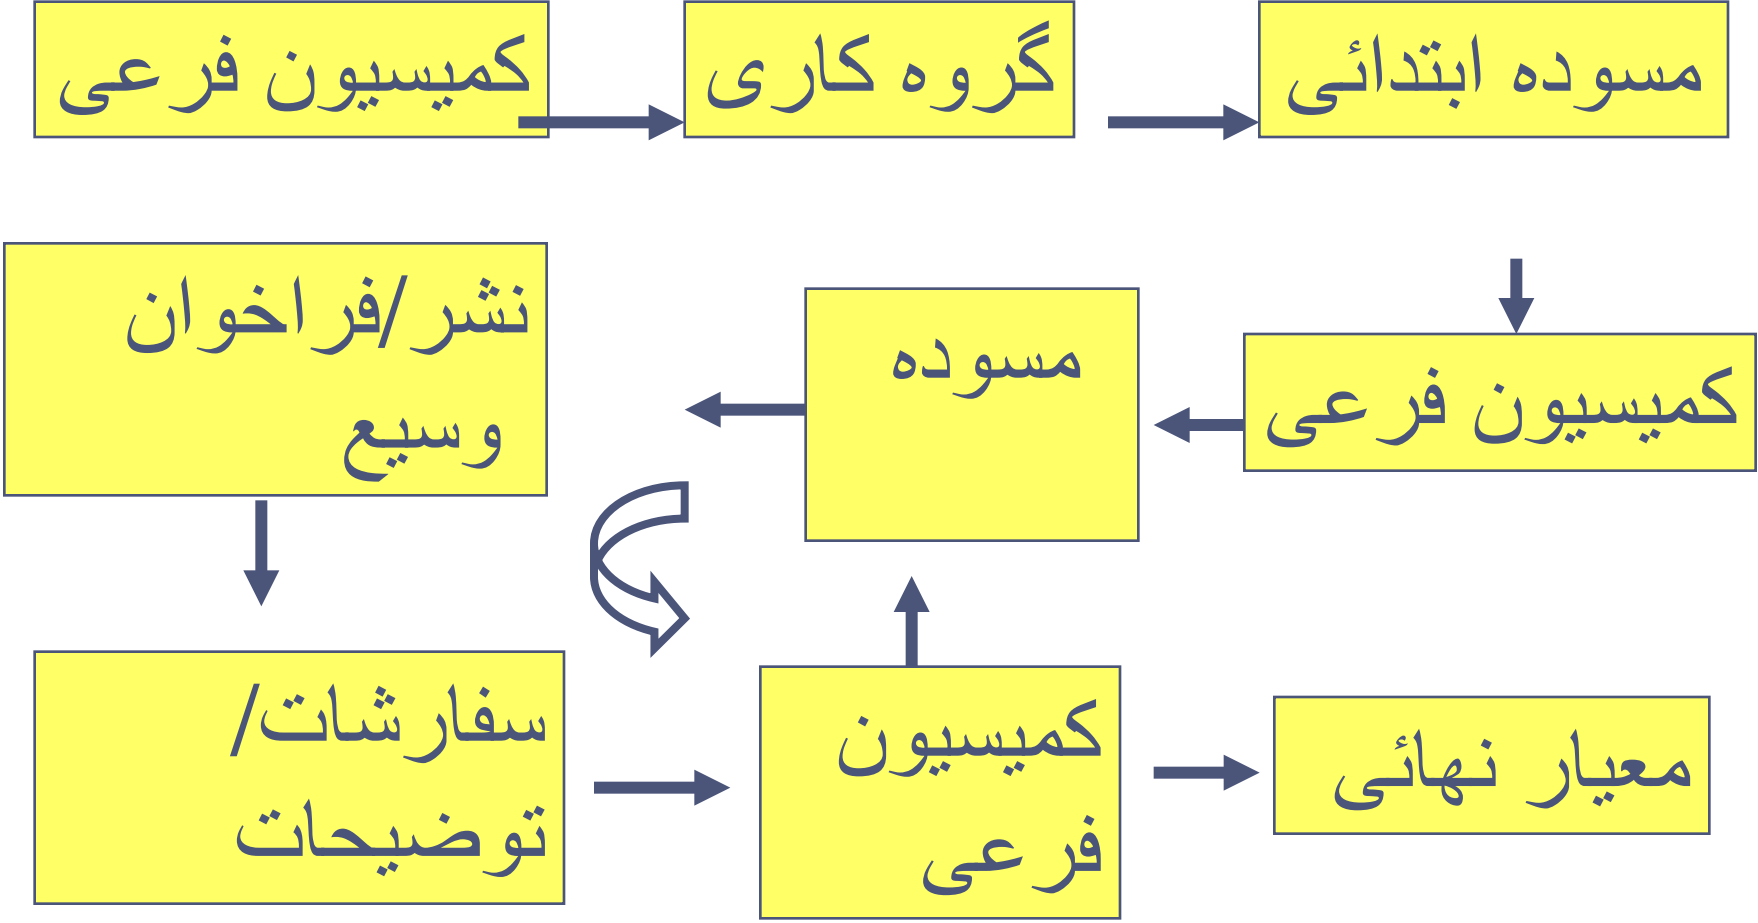 کمیسیون فرعی
گروه کاری
مسوده ابتدائی
کمیسیون فرعی
مسوده
نشر/فراخوان
وسیع
سفارشات/
توضیحات
کمیسیون
فرعی
معیار نهائی